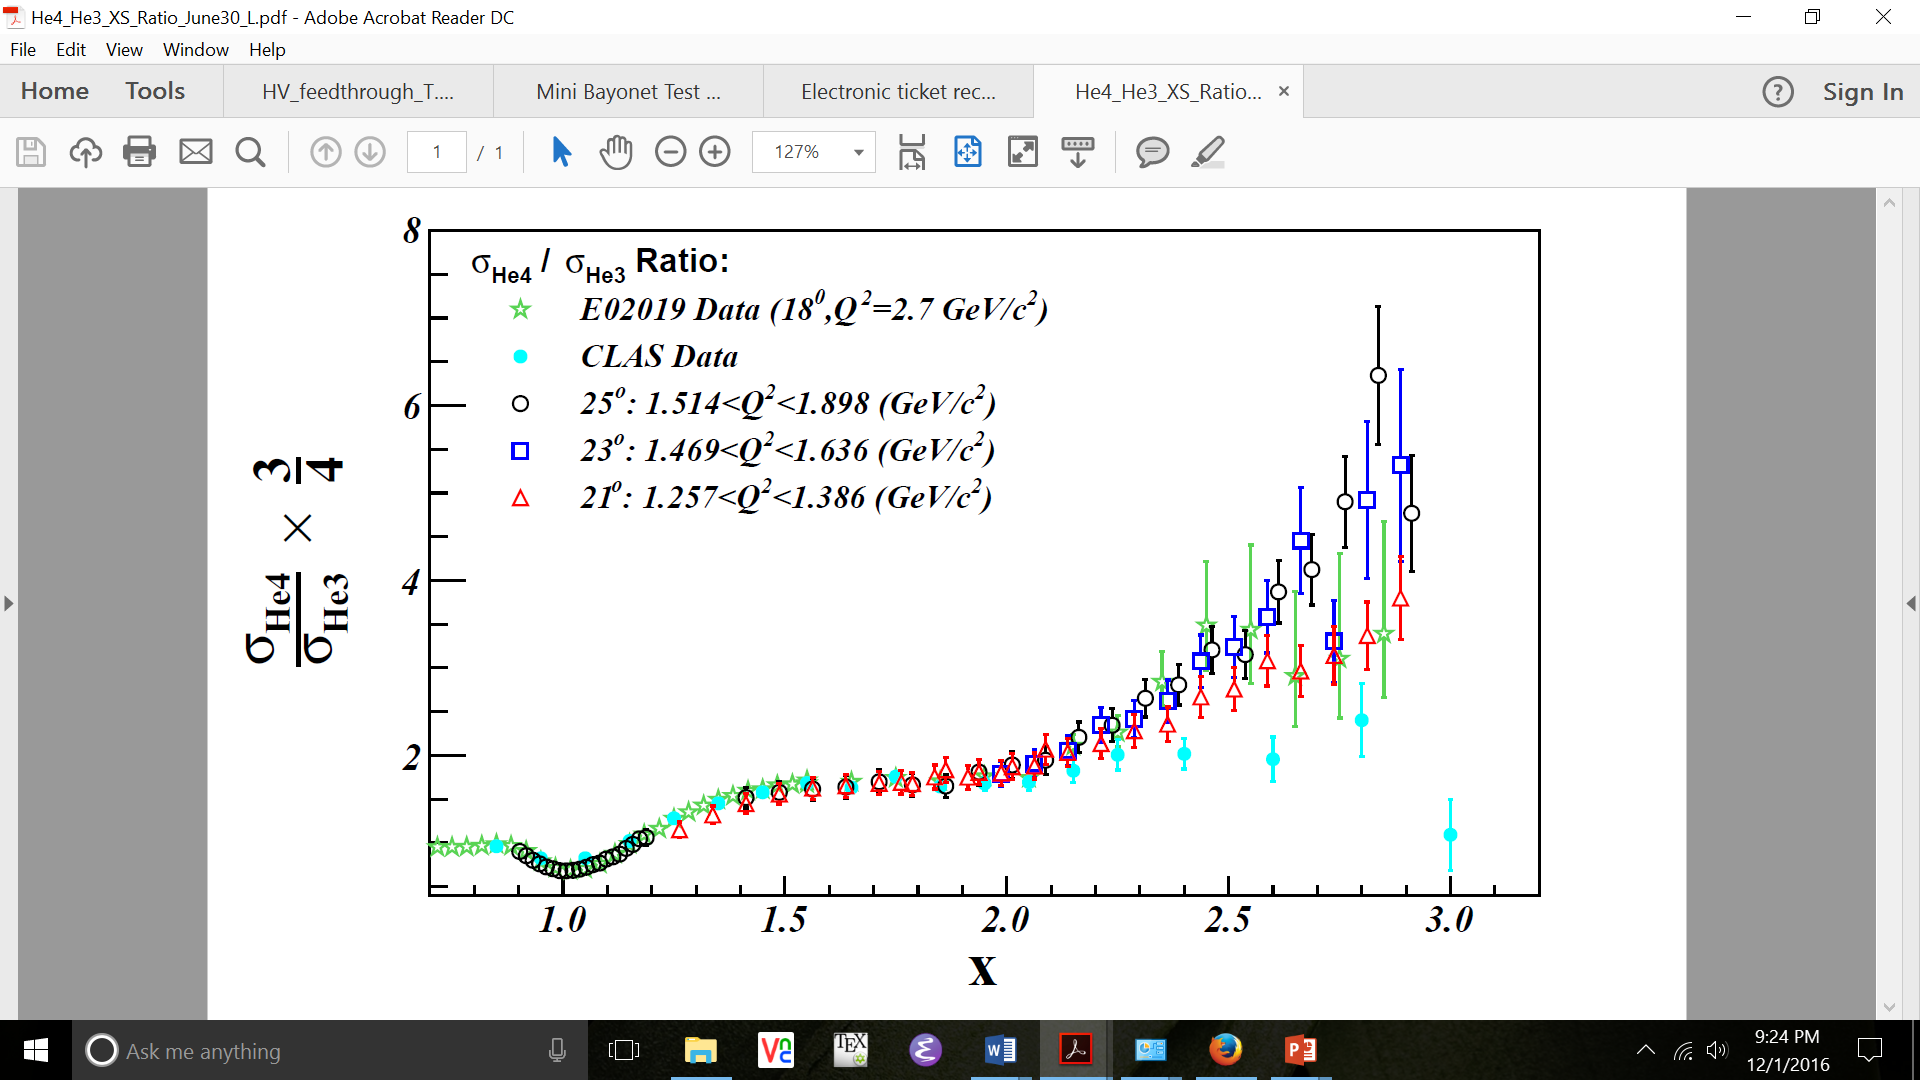 He4_He3_XS_Ratio_June30_L.pdf - Adobe Acrobat Reader DC
File Edit View Window Help
Home Tools HV_feedthrough_T.... Mini Bayonet Test ... Electronic ticket rec... He4_He3_XS_Ratio... × ? Sign In
1 / 1 127%
8
6
4
2
σHe4 / σHe3 Ratio:
E02019 Data (18⁰,Q²=2.7 GeV/c²)
CLAS Data
25°: 1.514<Q²<1.898 (GeV/c²)
23°: 1.469<Q²<1.636 (GeV/c²)
21°: 1.257<Q²<1.386 (GeV/c²)
σHe4/σHe3 × 3/4
1.0 1.5 2.0 2.5 3.0
x
Ask me anything
VNC TEX W P
9:24 PM
12/1/2016